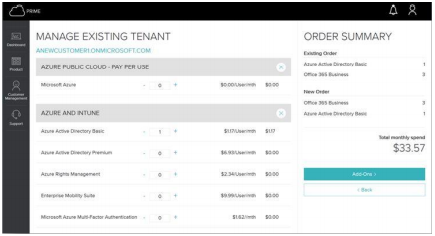 PRIME
Dashboard
Product
Customer Management
Support
MANAGE EXISTING TENANT
ANEWCUSTOMER1.ONMICROSOFT.COM
AZURE PUBLIC CLOUD - PAY PER USE
Microsoft Azure - 0 + $0.00/User/mth $0.00
AZURE AND INTUNE
Azure Active Directory Basic - 1 + $1.17/User/mth $1.17
Azure Active Directory Premium - 0 + $6.59/User/mth $0.00
Azure Rights Management - 0 + $2.34/User/mth $0.00
Enterprise Mobility Suite - 0 + $9.99/User/mth $0.00
Microsoft Azure Multi-Factor Authentication - 0 + $1.62/mth $0.00
ORDER SUMMARY
Existing Order
Azure Active Directory Basic 1
Office 365 Business 3
New Order
Office 365 Business 3
Azure Active Directory Basic 1
Total monthly spend
$33.57
Add-Ons >
< Back